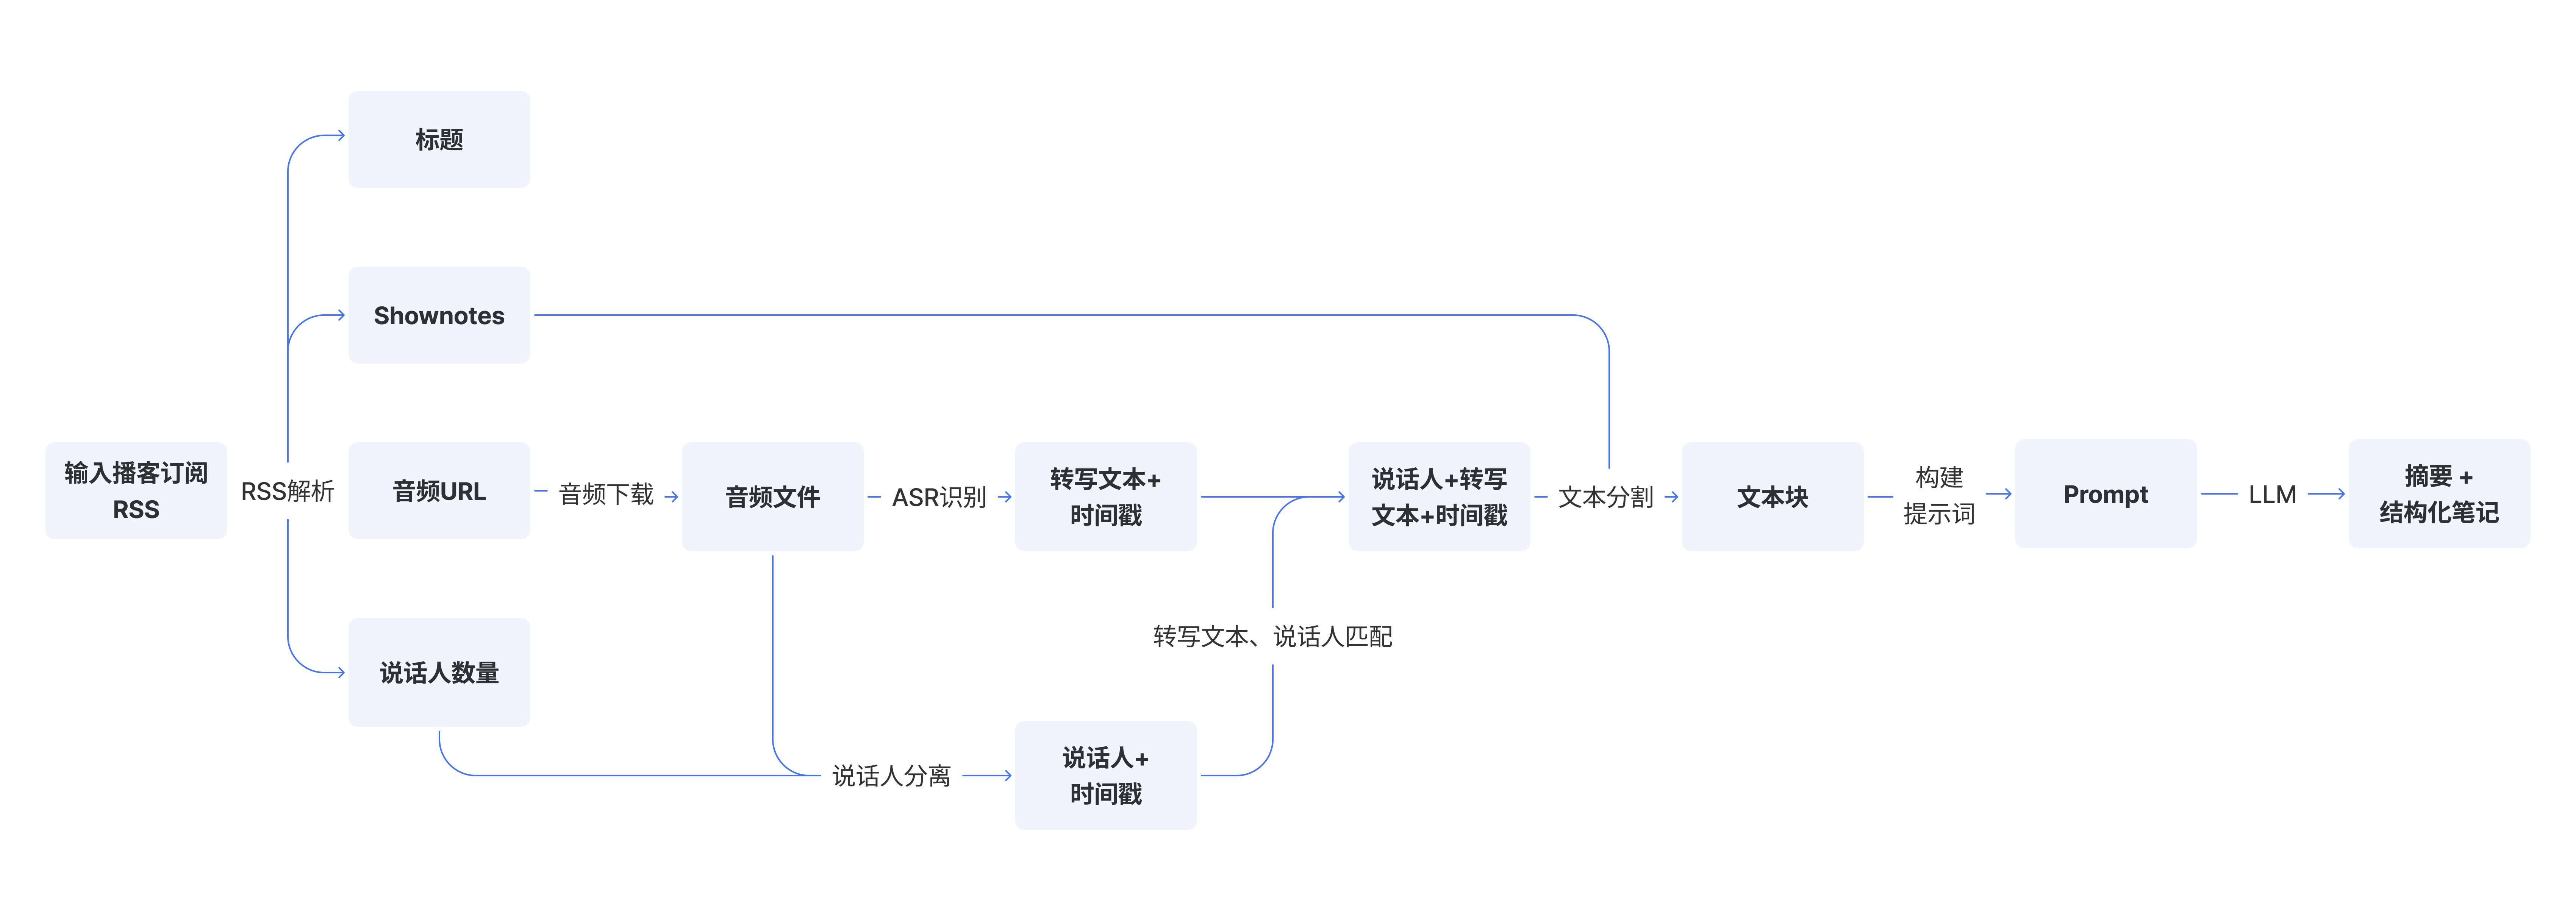 标题
Shownotes
输入播客订阅
RSS
RSS解析
音频URL
音频下载
音频文件
ASR识别
转写文本+
时间戳
说话人+转写
文本+时间戳
文本分割
文本块
构建
提示词
Prompt
LLM
摘要 +
结构化笔记
转写文本、说话人匹配
说话人数量
说话人分离
说话人+
时间戳